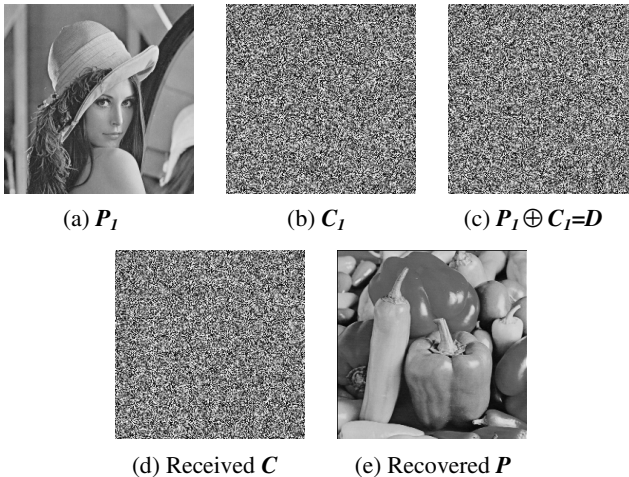 (a) P1
(b) C1
(c) P1 ⊕ C1=D
(d) Received C
(e) Recovered P